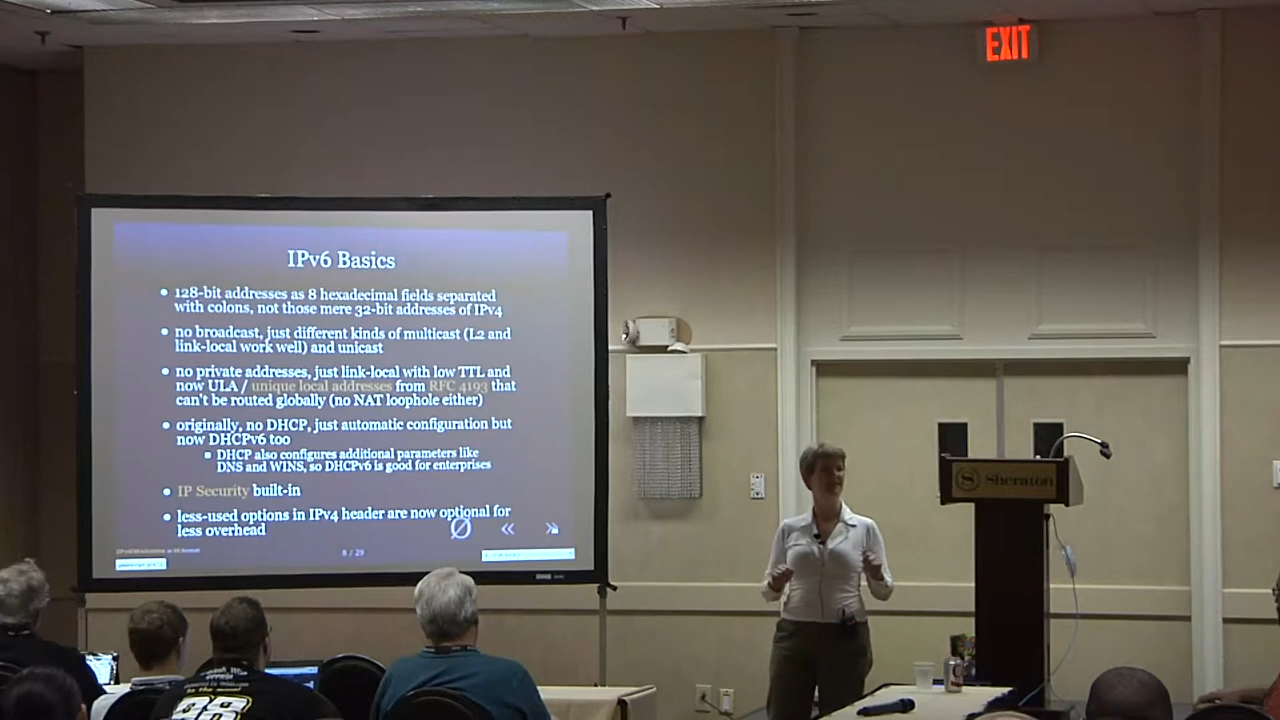 EXIT
IPv6 Basics
128-bit addresses as 8 hexadecimal fields separated
with colons, not those mere 32-bit addresses of IPv4
no broadcast, just different kinds of multicast (L2 and
link-local work well) and unicast
no private addresses, just link-local with low TTL and
now ULA / unique local addresses from RFC 4193 that
can't be routed globally (no NAT loophole either)
originally, no DHCP, just automatic configuration but
now DHCPv6 too
DHCP also configures additional parameters like
DNS and WINS, so DHCPv6 is good for enterprises
IP Security built-in
less-used options in IPv4 header are now optional for
less overhead
8 / 29
S Sheraton